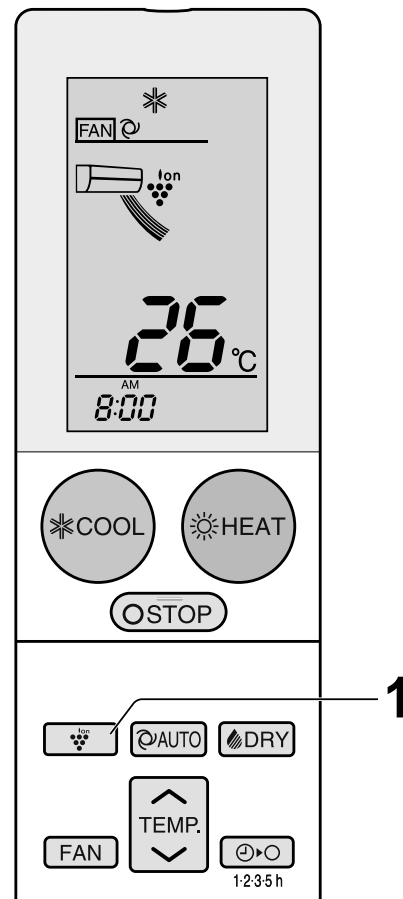 FAN
ion
26°C
AM
8:00
COOL
HEAT
STOP
1
ion
AUTO
DRY
TEMP.
FAN
1·2·3·5 h